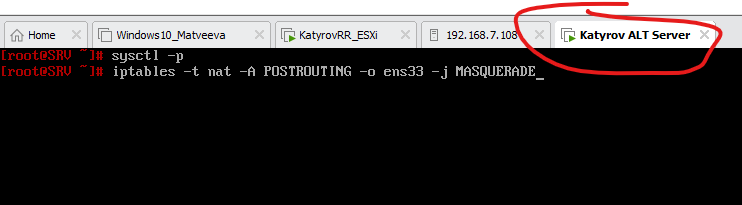 Home Windows10_Matveeva KatyrovRR_ESXi 192.168.7.108 Katyrov ALT Server
[root@SRV ~]# sysctl -p
[root@SRV ~]# iptables -t nat -A POSTROUTING -o ens33 -j MASQUERADE_